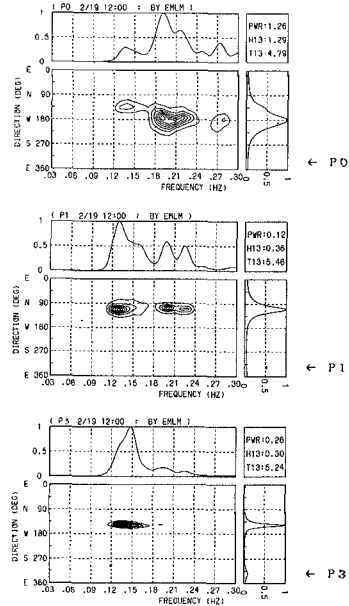 ( P0 2/19 12:00 : BY EMLM )
1
0.5
0
PWR:1.26
H13:1.29
T13:4.79
E 0
N 90
W 180
S 270
E 360
DIRECTION (DEG)
.03 .06 .09 .12 .15 .18 .21 .24 .27 .30
FREQUENCY (HZ)
0 0.5 1
← P0
( P1 2/19 12:00 : BY EMLM )
1
0.5
0
PWR:0.12
H13:0.36
T13:5.46
E 0
N 90
W 180
S 270
E 360
DIRECTION (DEG)
.03 .06 .09 .12 .15 .18 .21 .24 .27 .30
FREQUENCY (HZ)
0 0.5 1
← P1
( P3 2/19 12:00 : BY EMLM )
1
0.5
0
PWR:0.26
H13:0.30
T13:5.24
E 0
N 90
W 180
S 270
E 360
DIRECTION (DEG)
.03 .06 .09 .12 .15 .18 .21 .24 .27 .30
FREQUENCY (HZ)
0 0.5 1
← P3